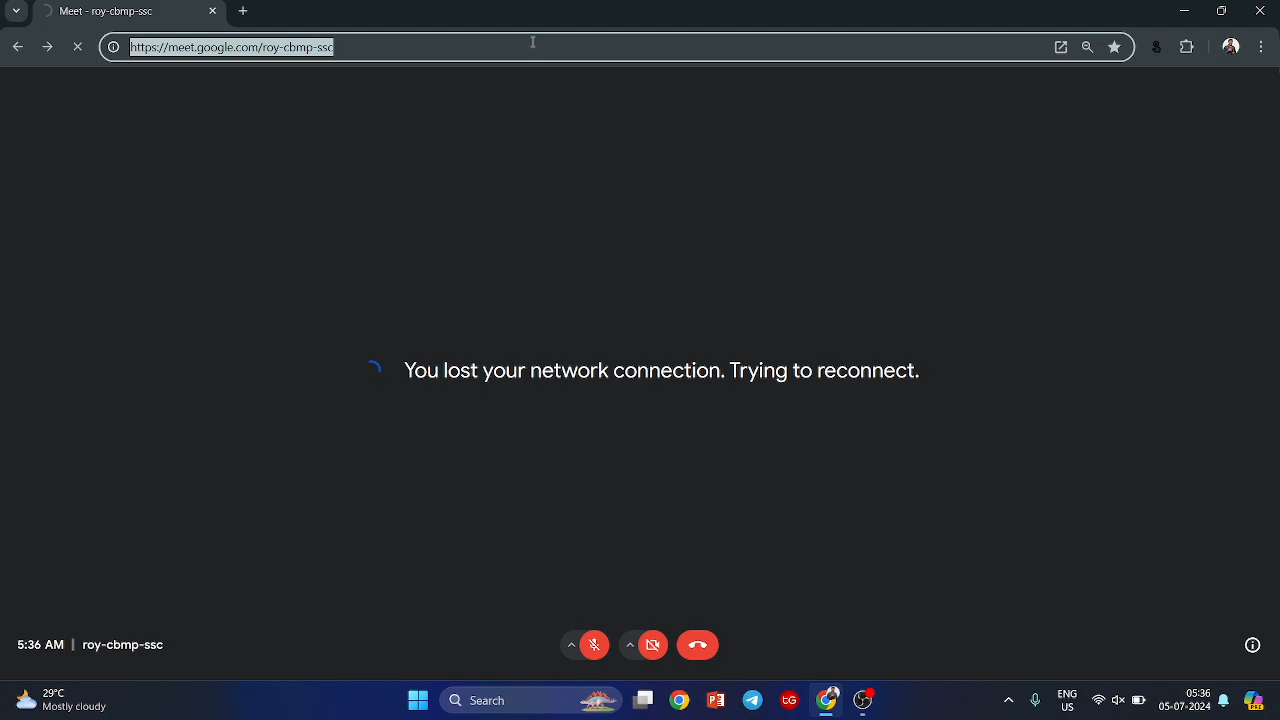 Meet - roy-cbmp-ssc
https://meet.google.com/roy-cbmp-ssc
You lost your network connection. Trying to reconnect.
5:36 AM | roy-cbmp-ssc
29°C
Mostly cloudy
Search
ENG
US
05:36
05-07-2024